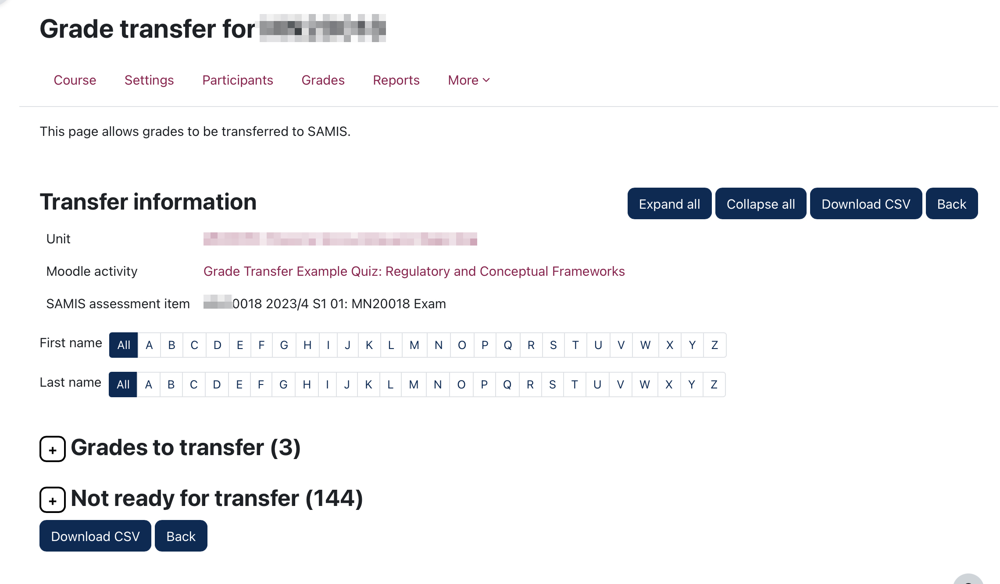 Grade transfer for
Course Settings Participants Grades Reports More
This page allows grades to be transferred to SAMIS.
Transfer information
Expand all Collapse all Download CSV Back
Unit
Moodle activity Grade Transfer Example Quiz: Regulatory and Conceptual Frameworks
SAMIS assessment item 0018 2023/4 S1 01: MN20018 Exam
First name All A B C D E F G H I J K L M N O P Q R S T U V W X Y Z
Last name All A B C D E F G H I J K L M N O P Q R S T U V W X Y Z
+ Grades to transfer (3)
+ Not ready for transfer (144)
Download CSV Back